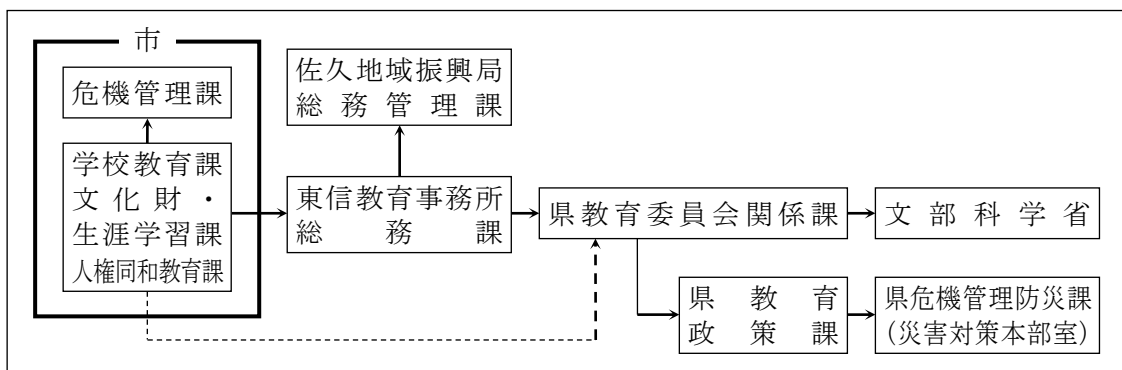 市
危機管理課
学校教育課
文化財・
生涯学習課
人権同和教育課
佐久地域振興局
総務管理課
東信教育事務所
総務課
県教育委員会関係課
文部科学省
県教育
政策課
県危機管理防災課
(災害対策本部室)